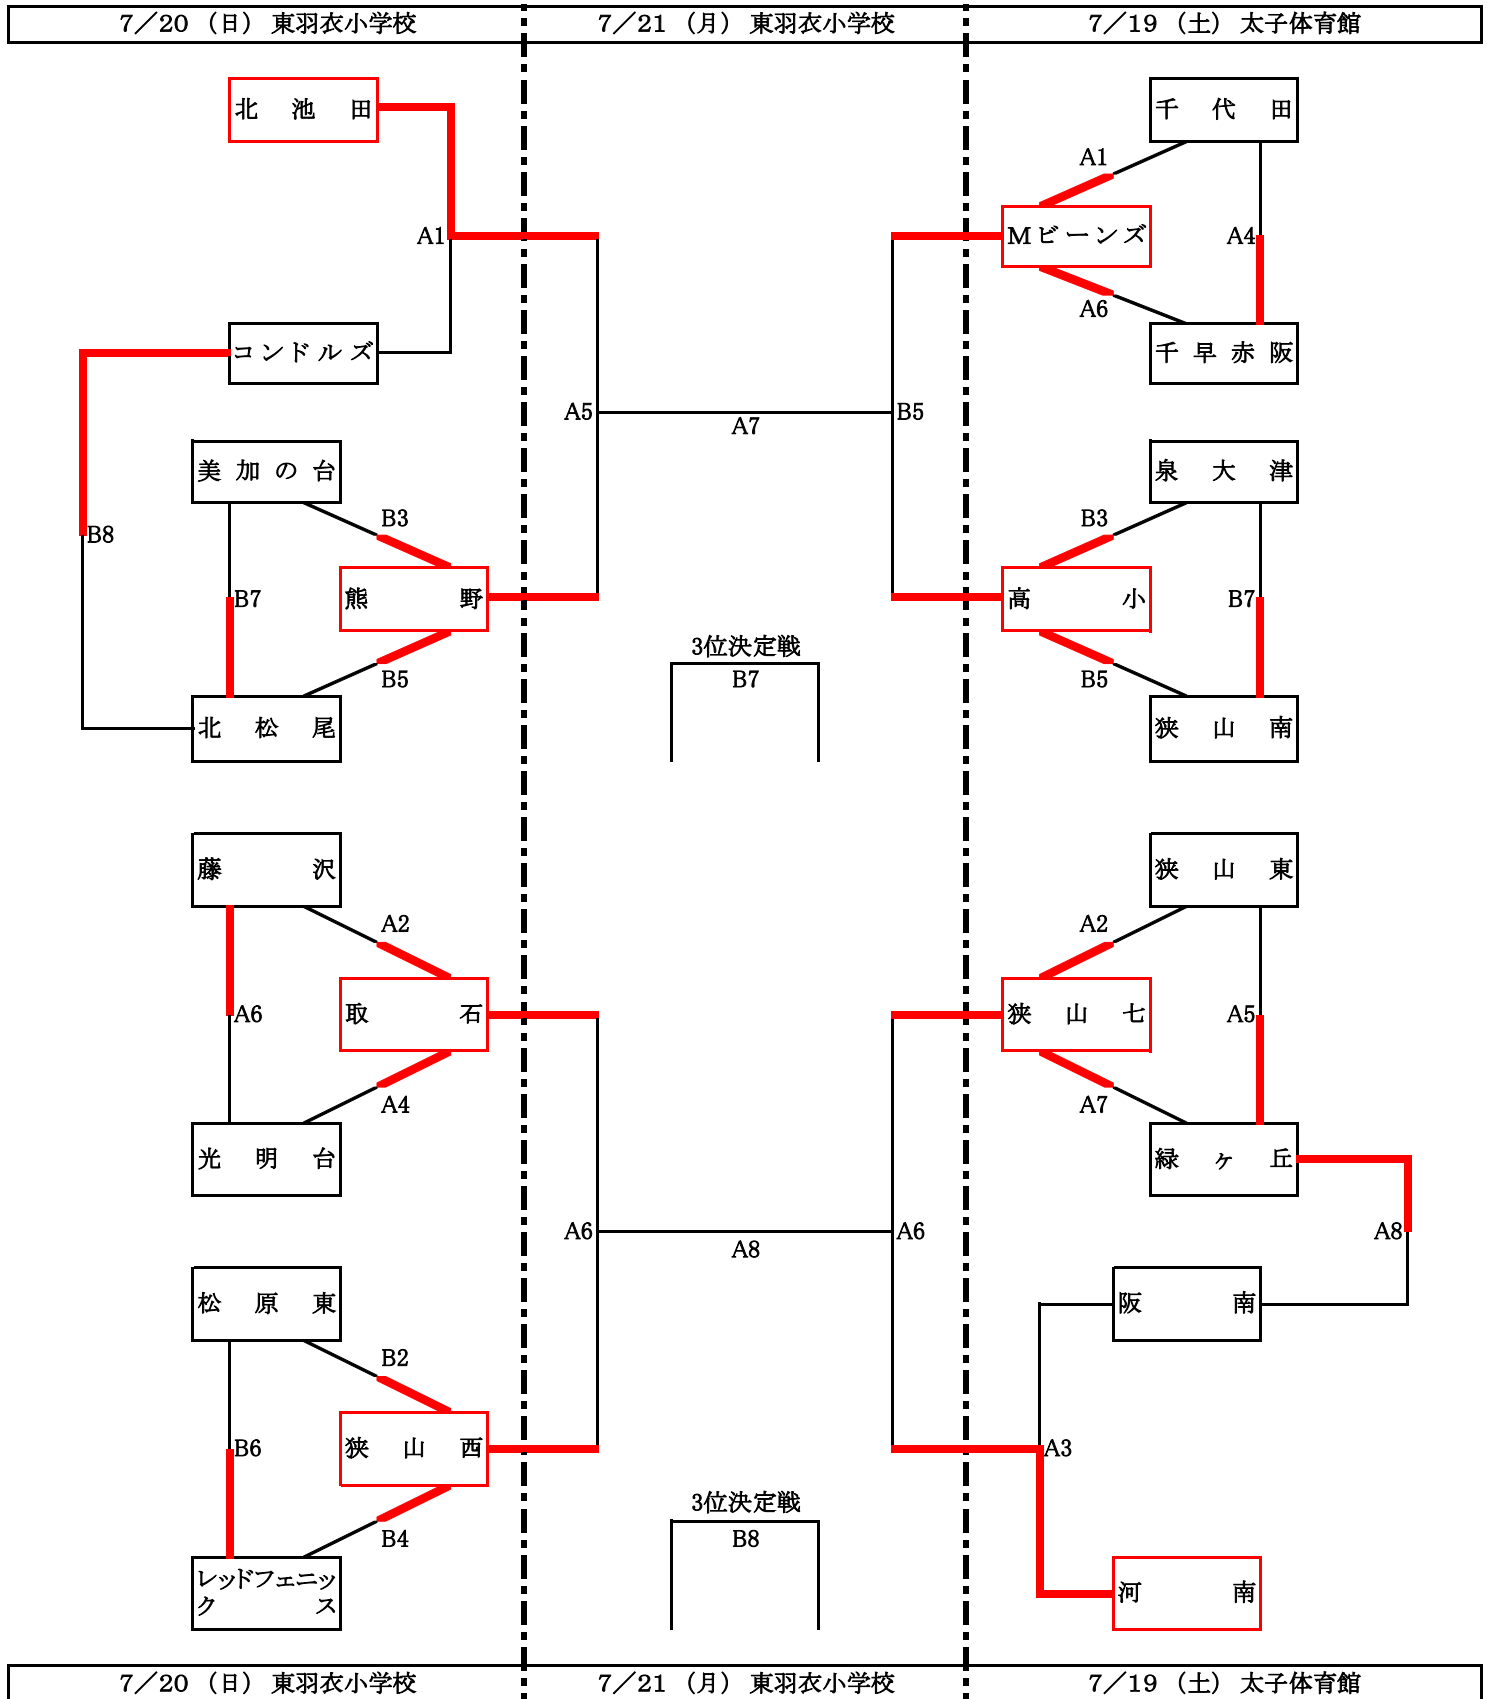 7／20（日） 東羽衣小学校
7／21（月） 東羽衣小学校
7／19（土） 太子体育館
北池田
千代田
A1
Mビーンズ
A1
A4
A6
コンドルズ
千早赤阪
A5
A7
B5
美加の台
泉大津
B3
B3
B8
熊野
高小
B7
B7
3位決定戦
B7
B5
B5
北松尾
狭山南
藤沢
狭山東
A2
A2
取石
狭山七
A6
A5
A4
A7
光明台
緑ヶ丘
A6
A8
A6
A8
松原東
阪南
B2
狭山西
B6
A3
3位決定戦
B8
B4
レッドフェニッ
クス
河南
7／20（日） 東羽衣小学校
7／21（月） 東羽衣小学校
7／19（土） 太子体育館